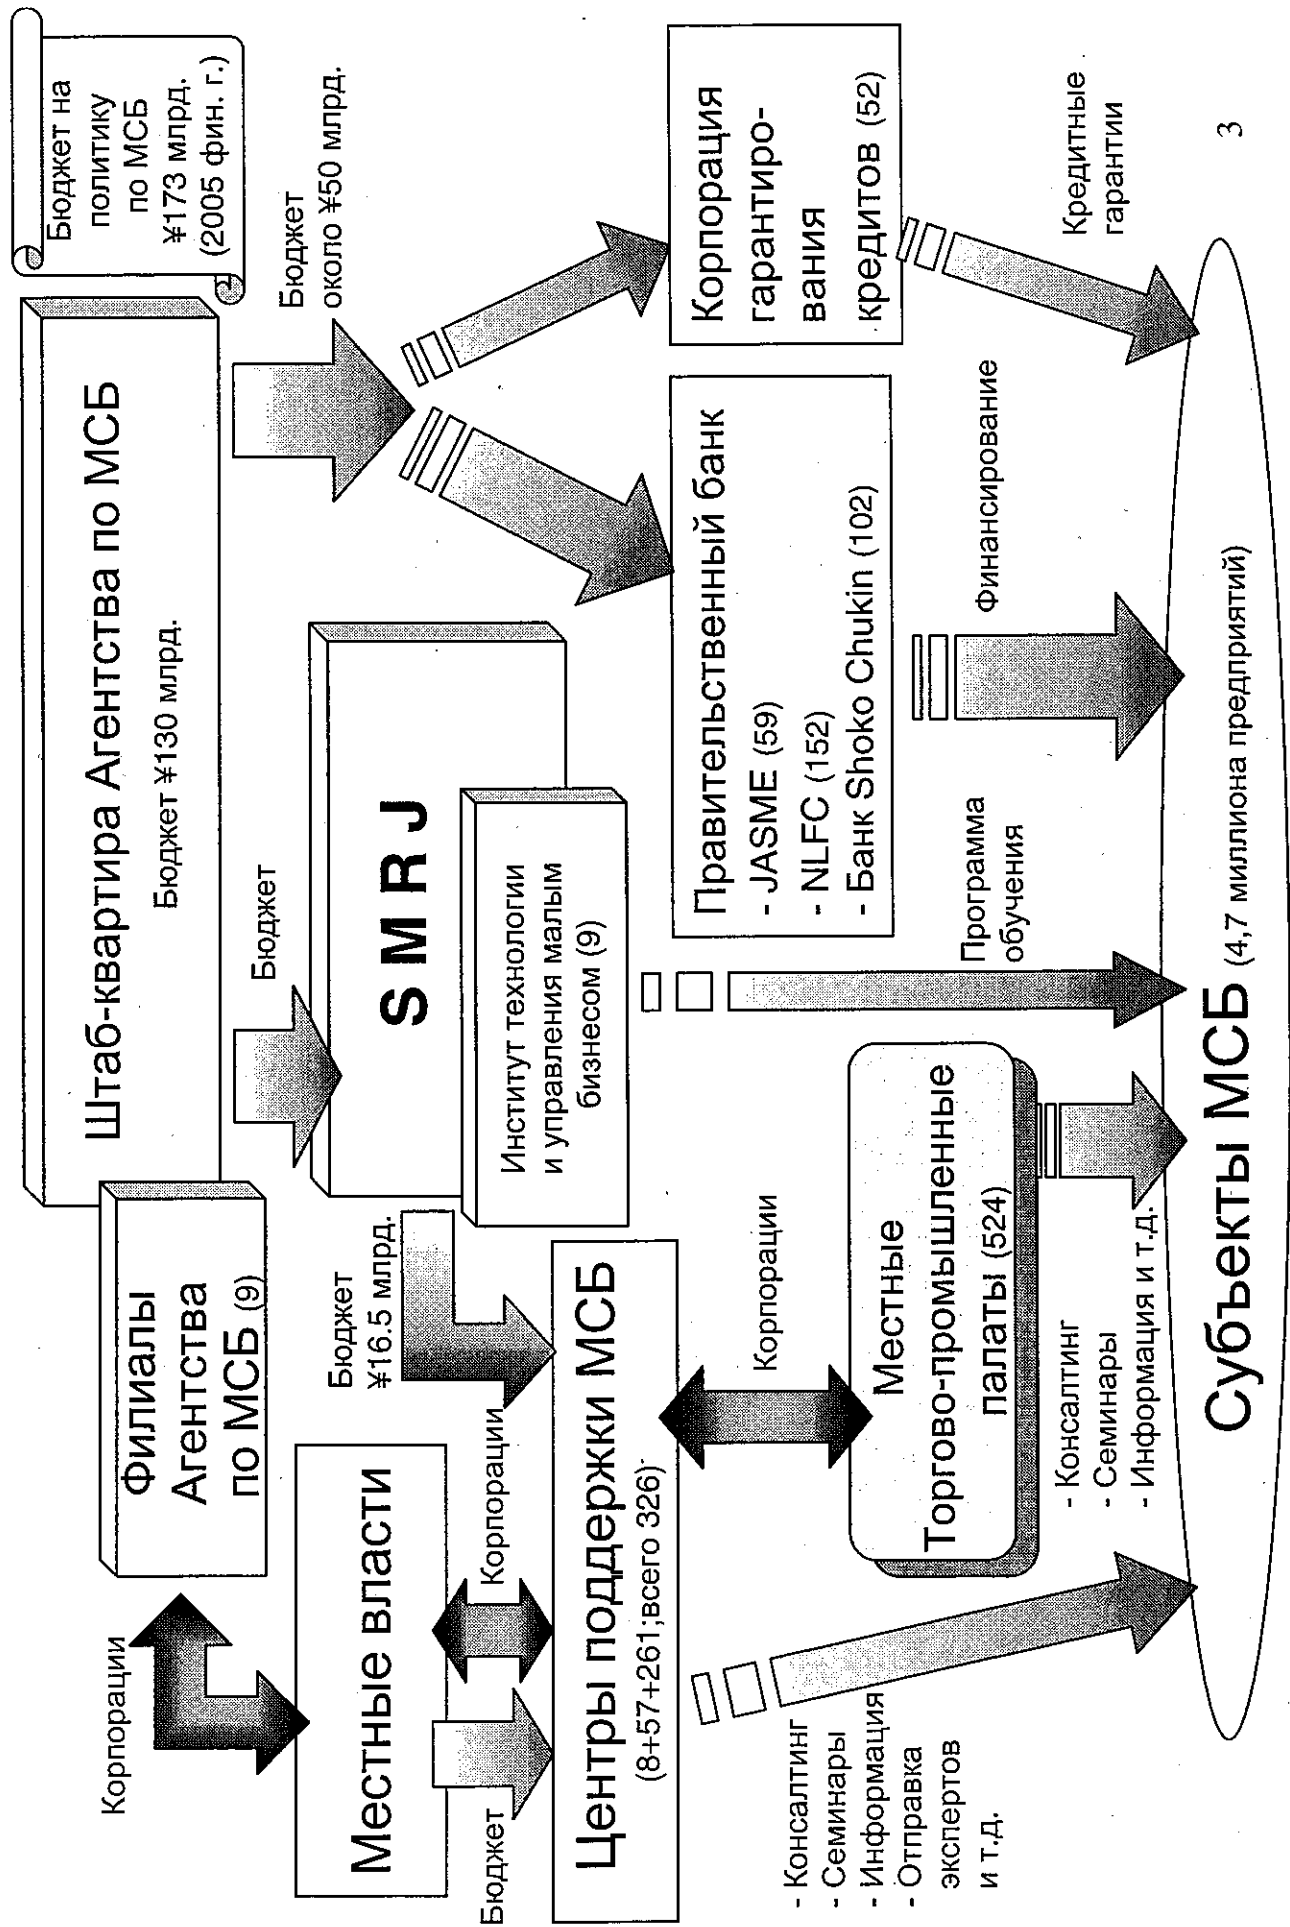 Бюджет на
политику
по МСБ
¥173 млрд.
(2005 фин. г.)
Штаб-квартира Агентства по МСБ
Бюджет ¥130 млрд.
Филиалы
Агентства
по МСБ (9)
Корпорации
Бюджет
Бюджет
около ¥50 млрд.
S M R J
Институт технологии
и управления малым
бизнесом (9)
Местные власти
Бюджет
¥16.5 млрд.
Бюджет
Корпорации
Центры поддержки МСБ
(8+57+261;всего 326)
Правительственный банк
- JASME (59)
- NLFC (152)
- Банк Shoko Chukin (102)
Корпорация
гарантиро-
вания
кредитов (52)
Корпорации
Местные
Торгово-промышленные
палаты (524)
- Консалтинг
- Семинары
- Информация
- Отправка
экспертов
и т.д.
- Консалтинг
- Семинары
- Информация и т.д.
Программа
обучения
Финансирование
Кредитные
гарантии
Субъекты МСБ (4,7 миллиона предприятий)
3